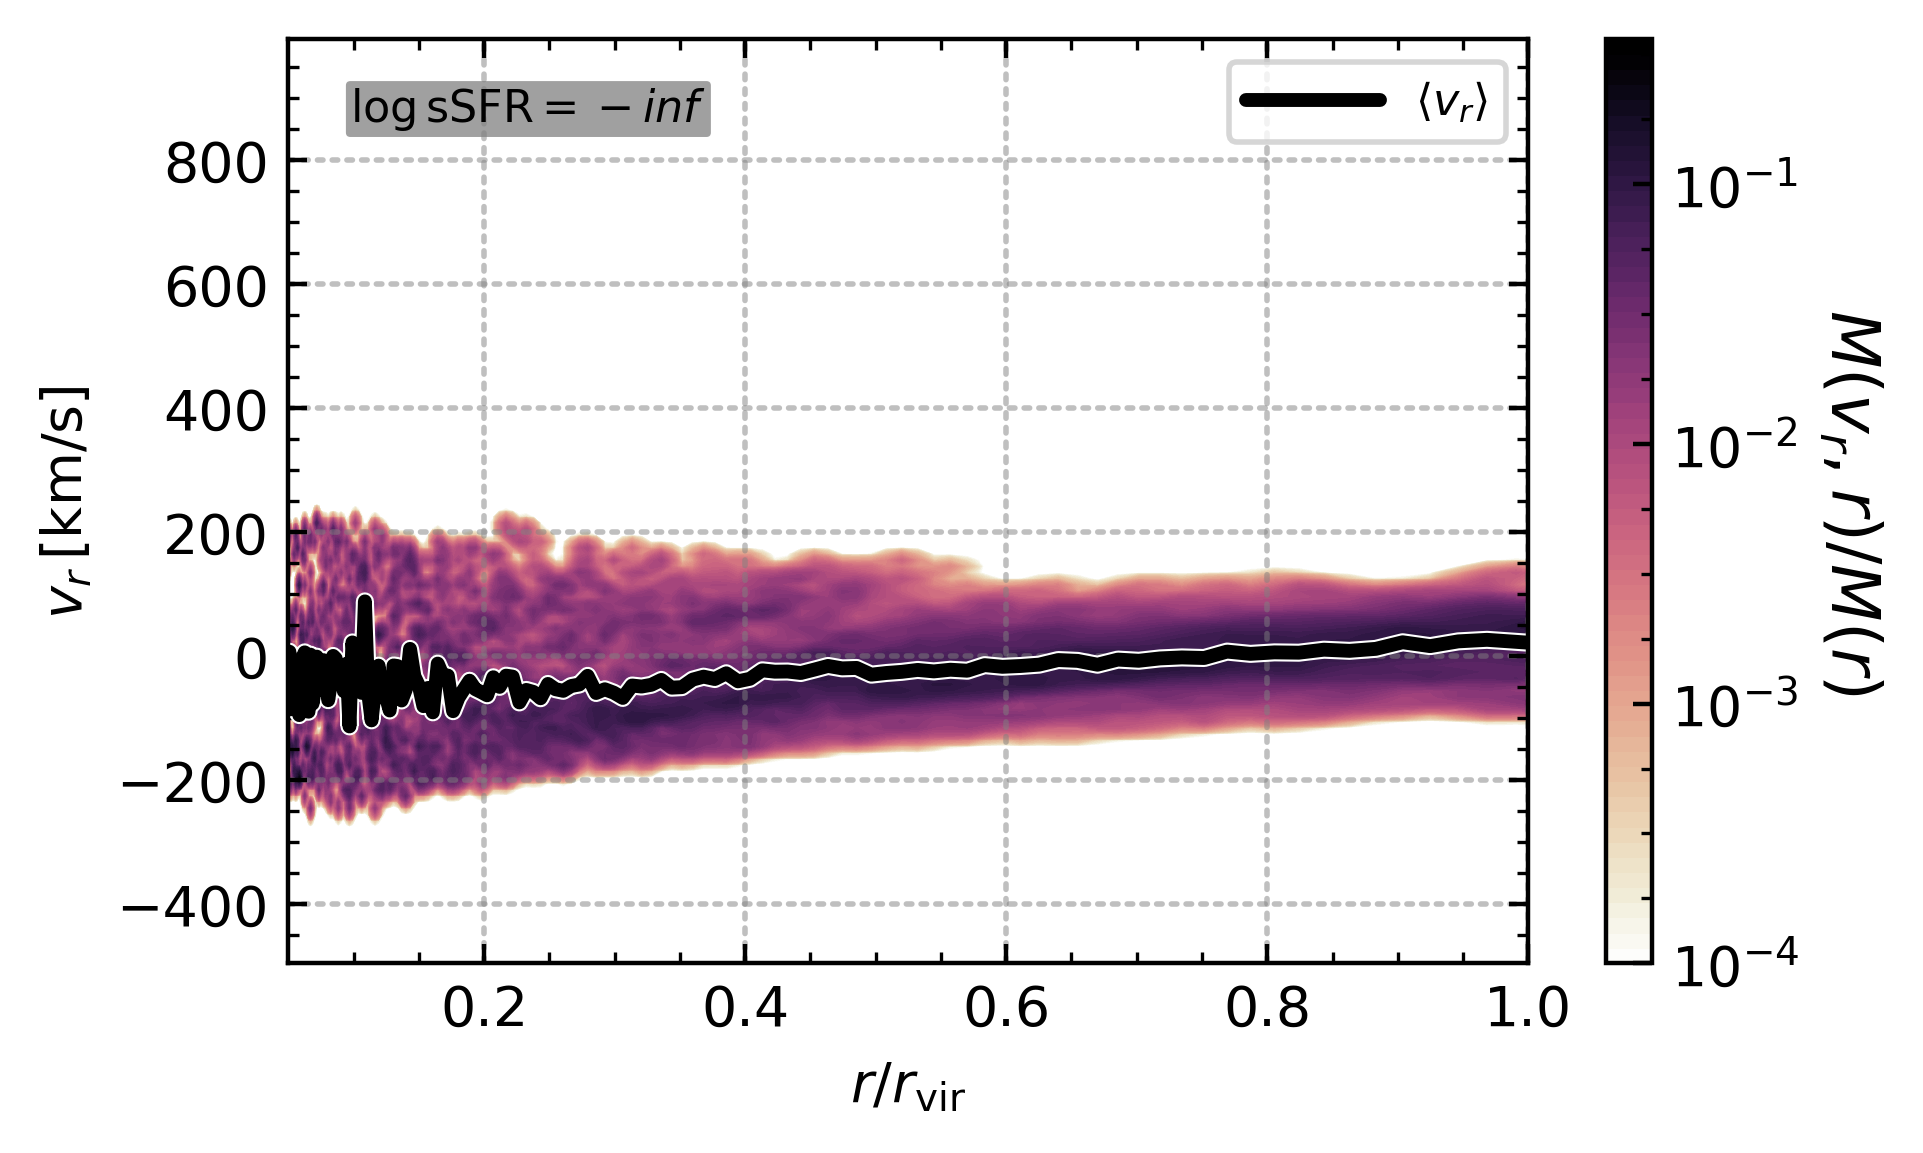 log sSFR = −inf
⟨v_r⟩
800
600
400
200
0
−200
−400
v_r [km/s]
0.2 0.4 0.6 0.8 1.0
r/r_vir
10⁻¹
10⁻²
10⁻³
10⁻⁴
M(v_r, r)/M(r)